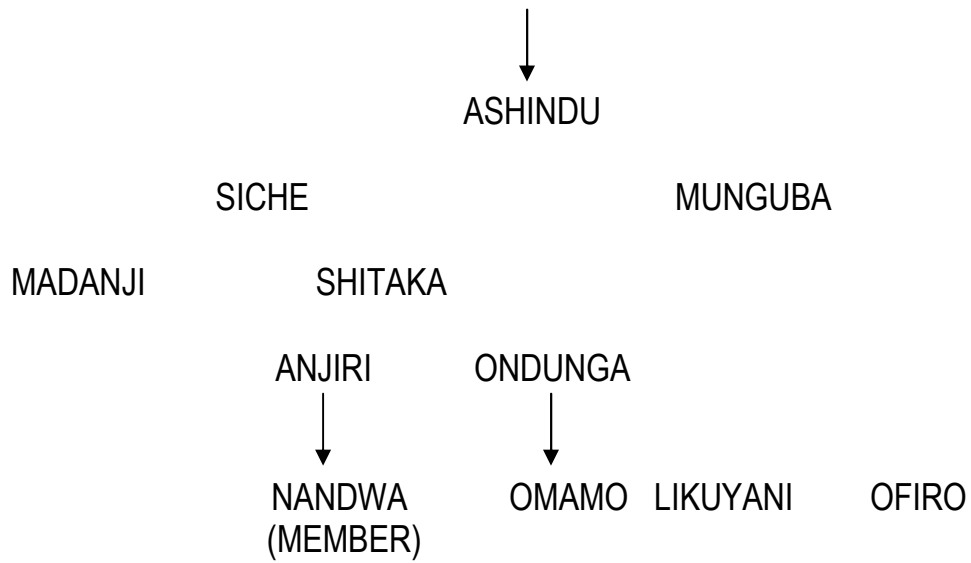 ASHINDU
SICHE MUNGUBA
MADANJI SHITAKA
ANJIRI ONDUNGA
NANDWA OMAMO LIKUYANI OFIRO
(MEMBER)